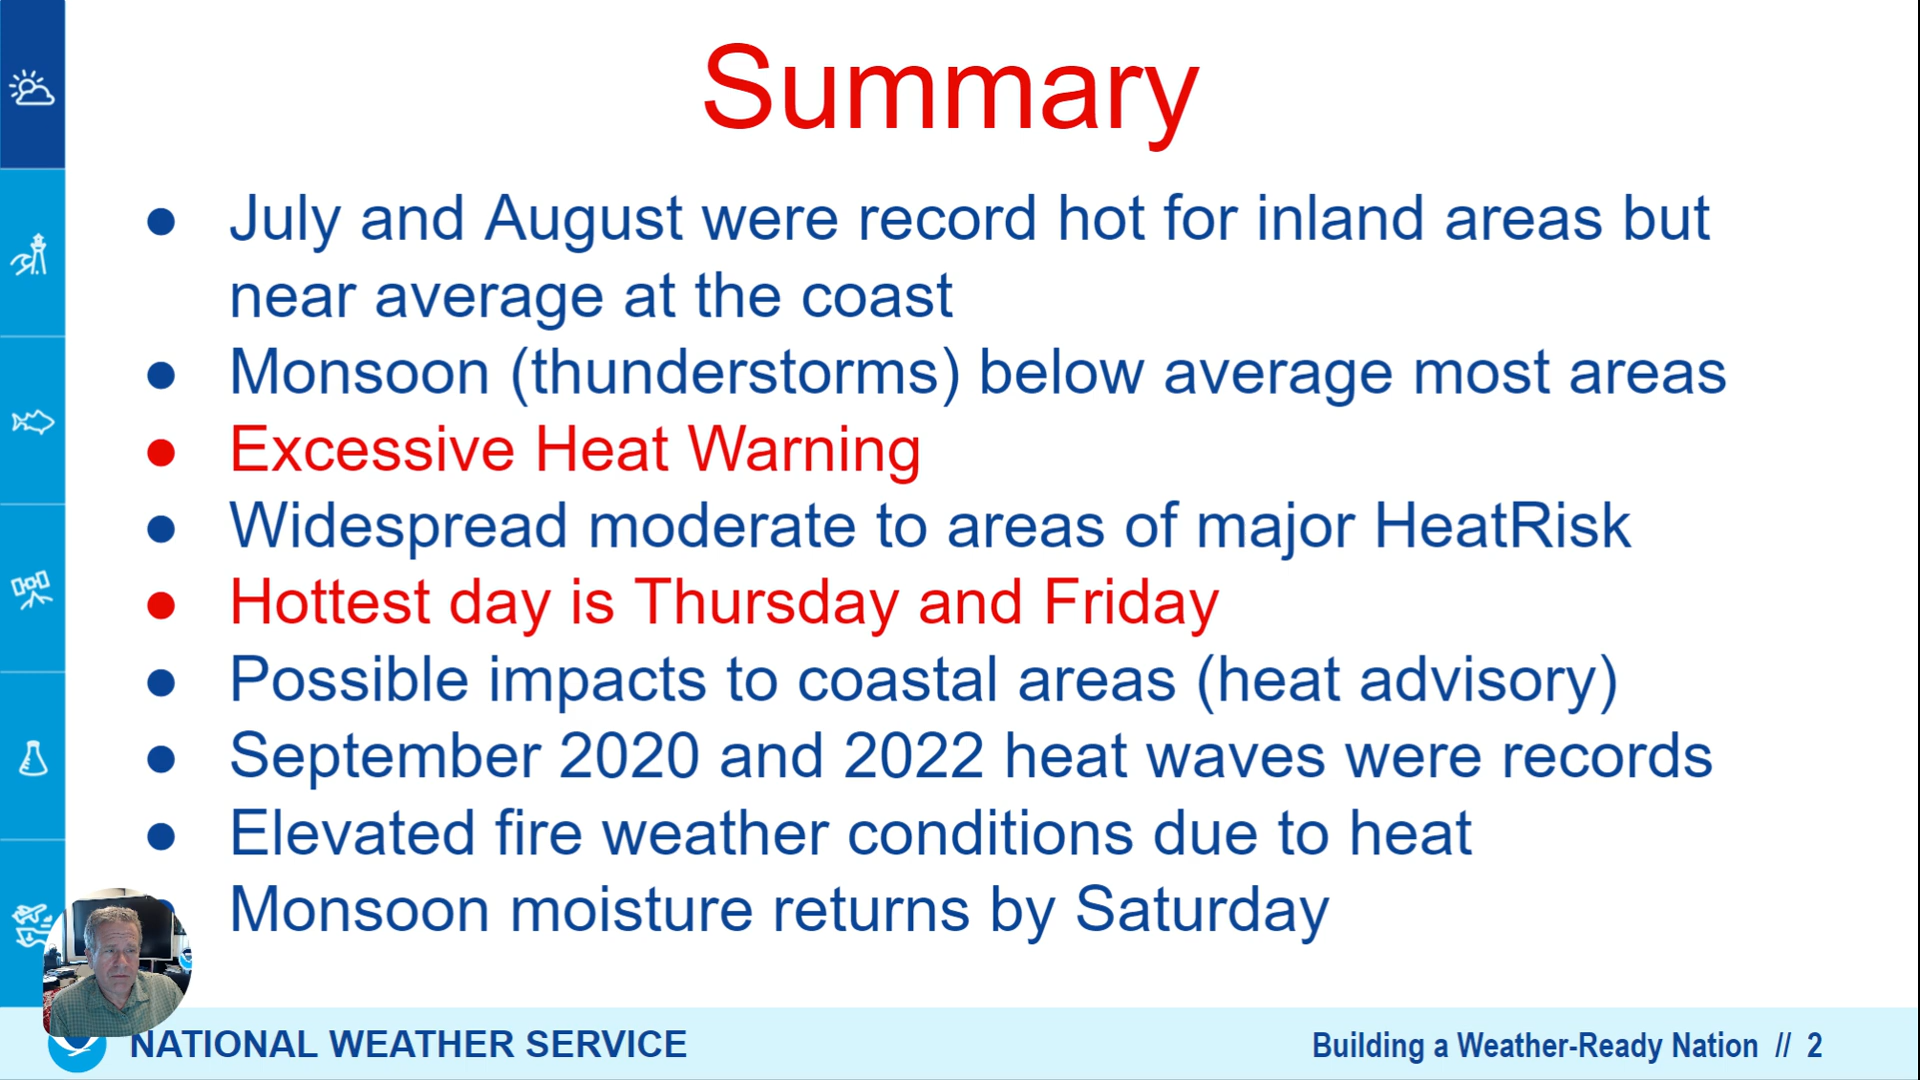 Summary
July and August were record hot for inland areas but
near average at the coast
Monsoon (thunderstorms) below average most areas
Excessive Heat Warning
Widespread moderate to areas of major HeatRisk
Hottest day is Thursday and Friday
Possible impacts to coastal areas (heat advisory)
September 2020 and 2022 heat waves were records
Elevated fire weather conditions due to heat
Monsoon moisture returns by Saturday
NATIONAL WEATHER SERVICE
Building a Weather-Ready Nation // 2